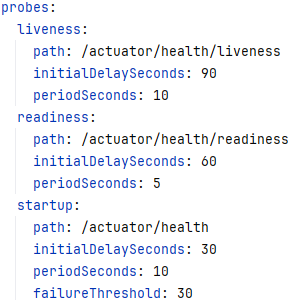 probes:
  liveness:
    path: /actuator/health/liveness
    initialDelaySeconds: 90
    periodSeconds: 10
  readiness:
    path: /actuator/health/readiness
    initialDelaySeconds: 60
    periodSeconds: 5
  startup:
    path: /actuator/health
    initialDelaySeconds: 30
    periodSeconds: 10
    failureThreshold: 30